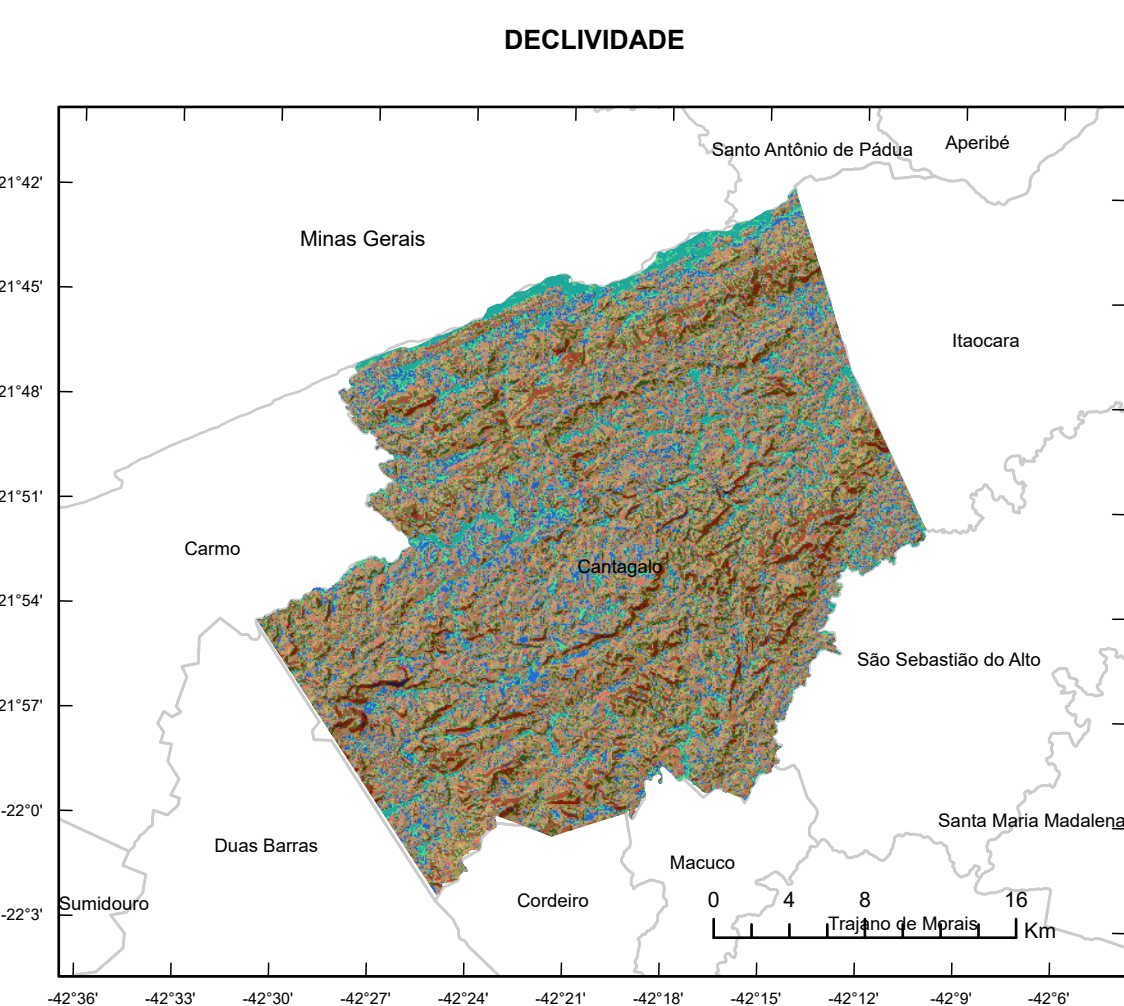 DECLIVIDADE
Santo Antônio de Pádua
Aperibé
21°42'
Minas Gerais
21°45'
Itaocara
21°48'
21°51'
Carmo
Cantagalo
21°54'
São Sebastião do Alto
21°57'
-22°0'
Santa Maria Madalena
Duas Barras
Macuco
Cordeiro
Sumidouro
-22°3'
0 4 8 16
Trajano de Morais
Km
-42°36' -42°33' -42°30' -42°27' -42°24' -42°21' -42°18' -42°15' -42°12' -42°9' -42°6'